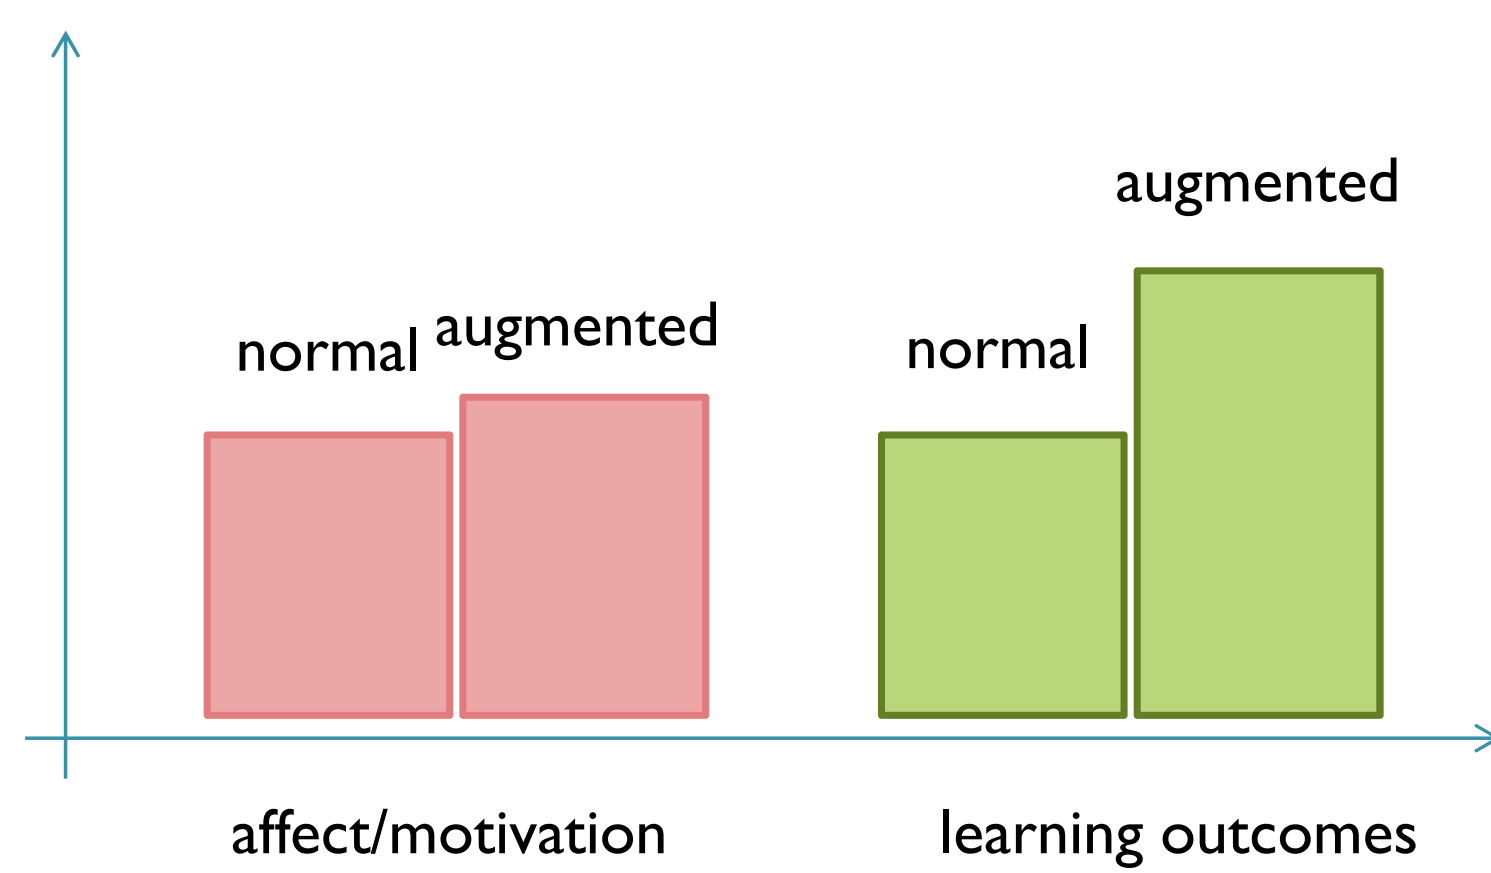 augmented
normal augmented
normal
affect/motivation
learning outcomes